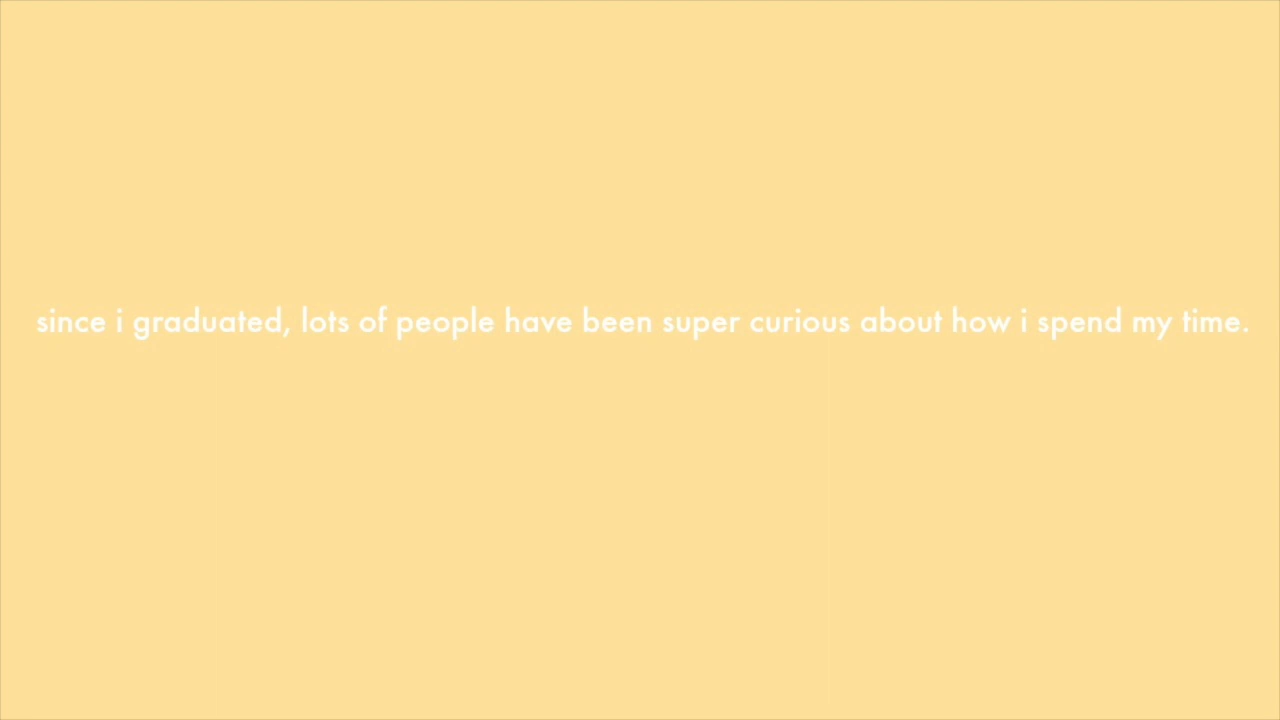 since i graduated, lots of people have been super curious about how i spend my time.